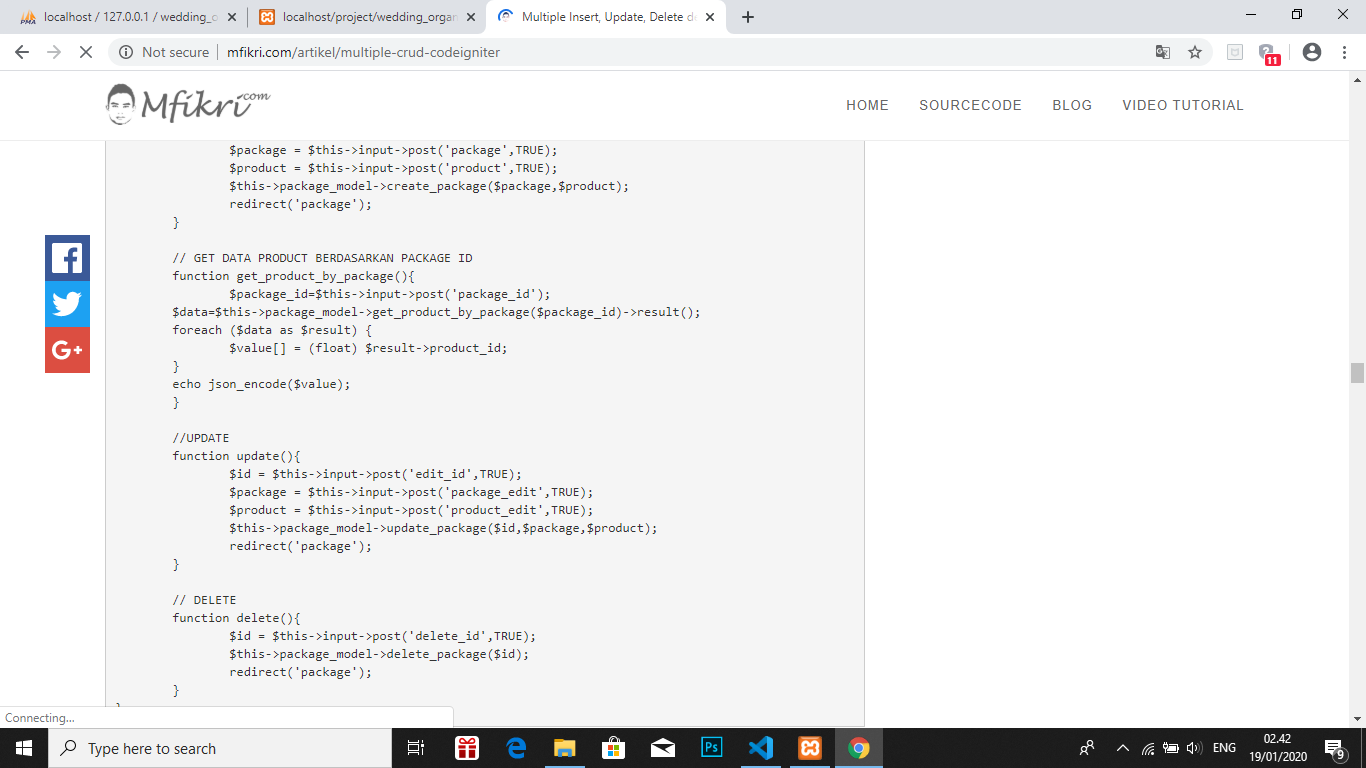 localhost / 127.0.0.1 / wedding_o
localhost/project/wedding_organ
Multiple Insert, Update, Delete d
Not secure
mfikri.com/artikel/multiple-crud-codeigniter
11
Mfikri.com
HOME
SOURCECODE
BLOG
VIDEO TUTORIAL
$package = $this->input->post('package',TRUE);
$product = $this->input->post('product',TRUE);
$this->package_model->create_package($package,$product);
redirect('package');
}
// GET DATA PRODUCT BERDASARKAN PACKAGE ID
function get_product_by_package(){
$package_id=$this->input->post('package_id');
$data=$this->package_model->get_product_by_package($package_id)->result();
foreach ($data as $result) {
$value[] = (float) $result->product_id;
}
echo json_encode($value);
}
//UPDATE
function update(){
$id = $this->input->post('edit_id',TRUE);
$package = $this->input->post('package_edit',TRUE);
$product = $this->input->post('product_edit',TRUE);
$this->package_model->update_package($id,$package,$product);
redirect('package');
}
// DELETE
function delete(){
$id = $this->input->post('delete_id',TRUE);
$this->package_model->delete_package($id);
redirect('package');
}
}
Connecting...
Type here to search
Ps
ENG
02.42
19/01/2020
9